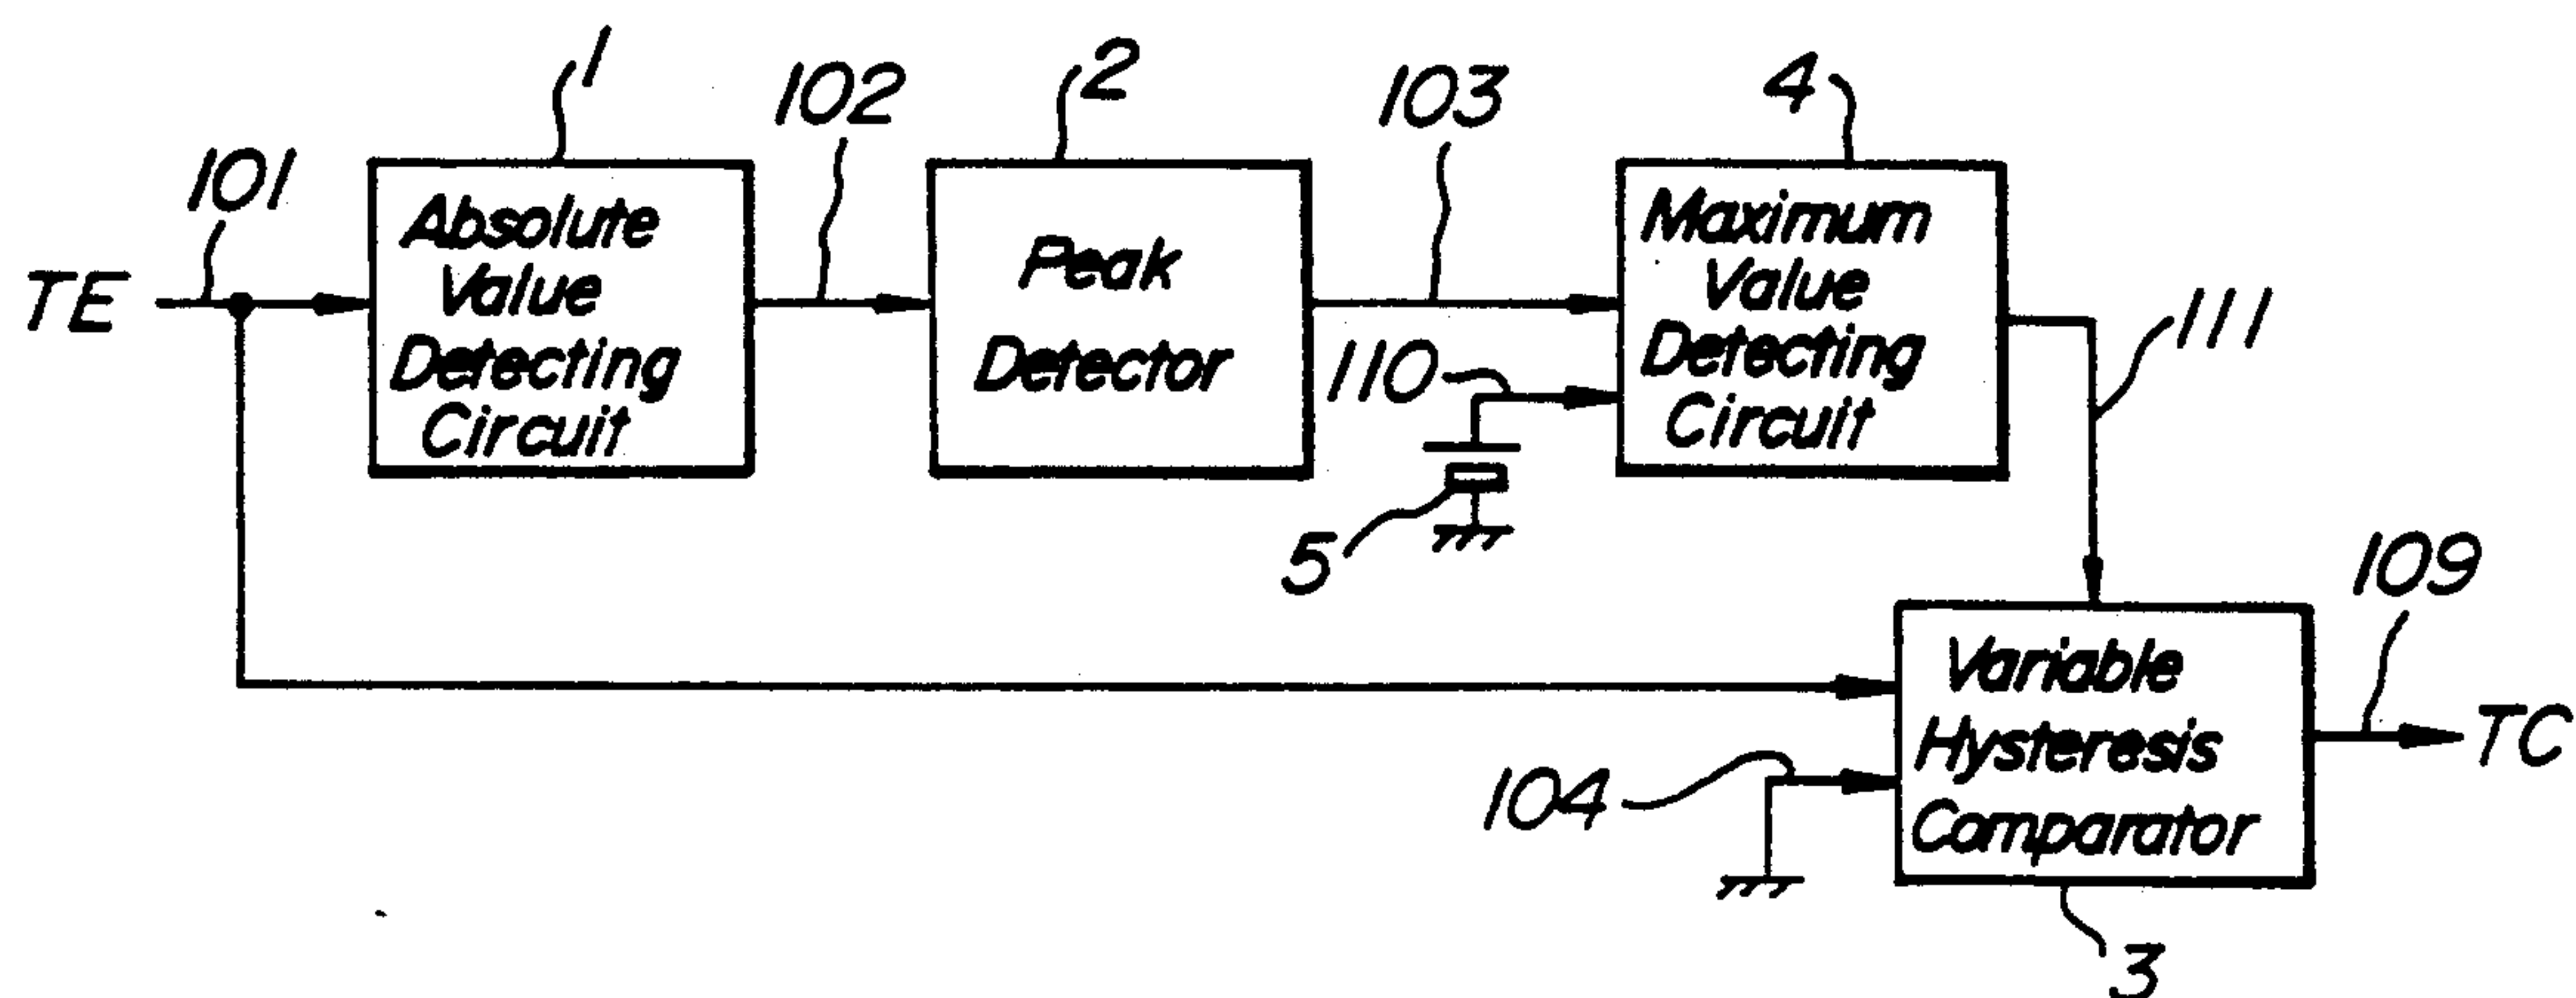 1
2
4
101
102
103
TE
Absolute
Value
Detecting
Circuit
Peak
Detector
110
5
Maximum
Value
Detecting
Circuit
111
104
Variable
Hysteresis
Comparator
3
109
TC